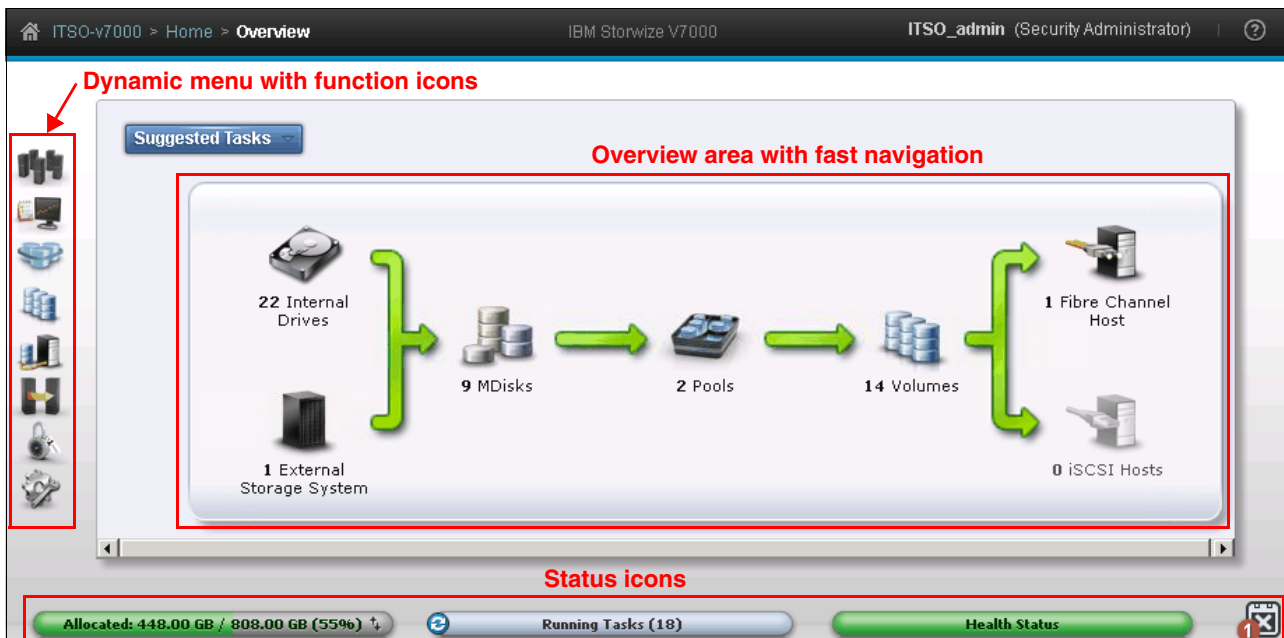 ITSO-v7000 > Home > Overview
IBM Storwize V7000
ITSO_admin (Security Administrator) | ?
Dynamic menu with function icons
Suggested Tasks
Overview area with fast navigation
22 Internal
Drives
1 External
Storage System
9 MDisks
2 Pools
14 Volumes
1 Fibre Channel
Host
0 iSCSI Hosts
Status icons
Allocated: 448.00 GB / 808.00 GB (55%)
Running Tasks (18)
Health Status
1